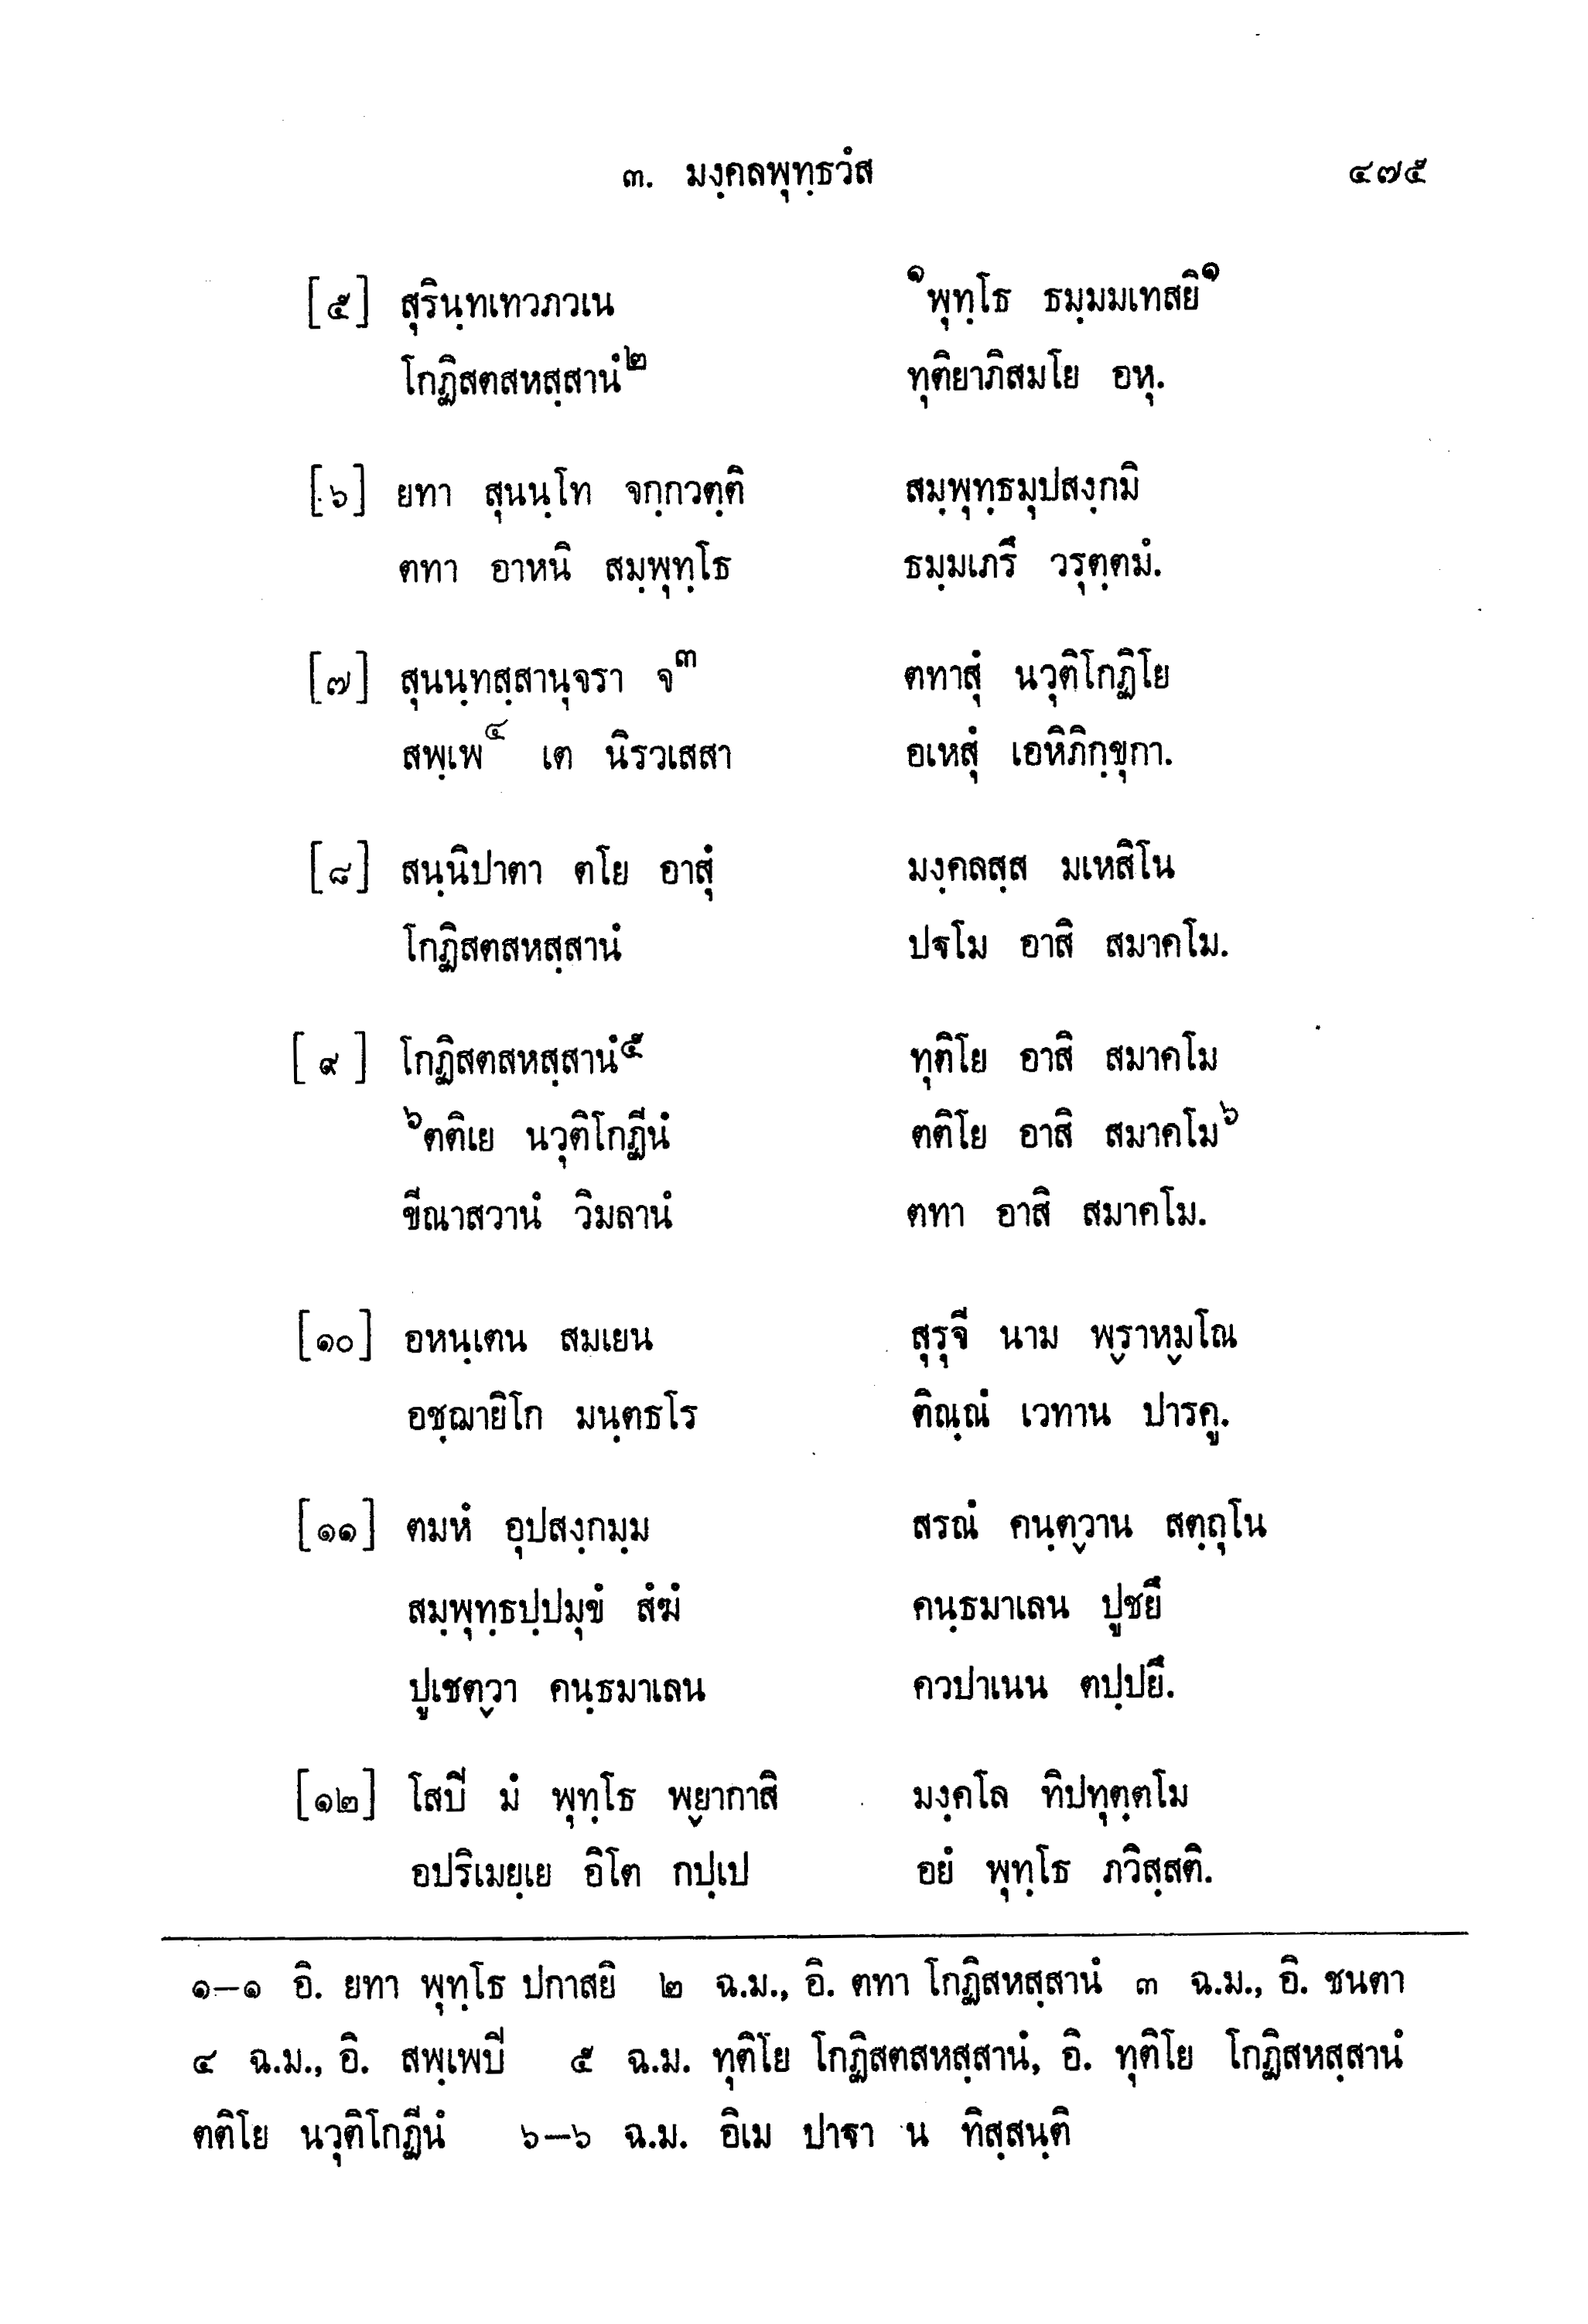 ๓. มงฺคลพุทฺธวํส ๔๗๕
[๕] สุรินฺทเทวภวเน ๑พุทฺโธ ธมฺมมเทสยิ๑
โกฏิสตสหสฺสานํ๒ ทุติยาภิสมโย อหุ.
[๖] ยทา สุนนฺโท จกฺกวตฺติ สมฺพุทฺธมุปสงฺกมิ
ตทา อาหนิ สมฺพุทฺโธ ธมฺมเภรึ วรุตฺตมํ.
[๗] สุนนฺทสฺสานุจรา จ๓ ตทาสุํ นวุติโกฏิโย
สพฺเพ๔ เต นิรวเสสา อเหสุํ เอหิภิกฺขุกา.
[๘] สนฺนิปาตา ตโย อาสุํ มงฺคลสฺส มเหสิโน
โกฏิสตสหสฺสานํ ปฐโม อาสิ สมาคโม.
[๙] โกฏิสตสหสฺสานํ๕ ทุติโย อาสิ สมาคโม
๖ตติเย นวุติโกฏีนํ ตติโย อาสิ สมาคโม๖
ขีณาสวานํ วิมลานํ ตทา อาสิ สมาคโม.
[๑๐] อหนฺเตน สมเยน สุรุจี นาม พฺราหฺมโณ
อชฺฌายิโก มนฺตธโร ติณฺณํ เวทาน ปารคู.
[๑๑] ตมหํ อุปสงฺกมฺม สรณํ คนฺตฺวาน สตฺถุโน
สมฺพุทฺธปฺปมุขํ สํฆํ คนฺธมาเลน ปูชยึ
ปูเชตฺวา คนฺธมาเลน ควปาเนน ตปฺปยึ.
[๑๒] โสปิ มํ พุทฺโธ พฺยากาสิ มงฺคโล ทิปทุตฺตโม
อปริเมยฺเย อิโต กปฺเป อยํ พุทฺโธ ภวิสฺสติ.
๑–๑ อิ. ยทา พุทฺโธ ปกาสยิ ๒ ฉ.ม., อิ. ตทา โกฏิสหสฺสานํ ๓ ฉ.ม., อิ. ชนตา
๔ ฉ.ม., อิ. สพฺเพปิ ๕ ฉ.ม. ทุติโย โกฏิสตสหสฺสานํ, อิ. ทุติโย โกฏิสหสฺสานํ
ตติโย นวุติโกฏีนํ ๖–๖ ฉ.ม. อิเม ปาฐา น ทิสฺสนฺติ